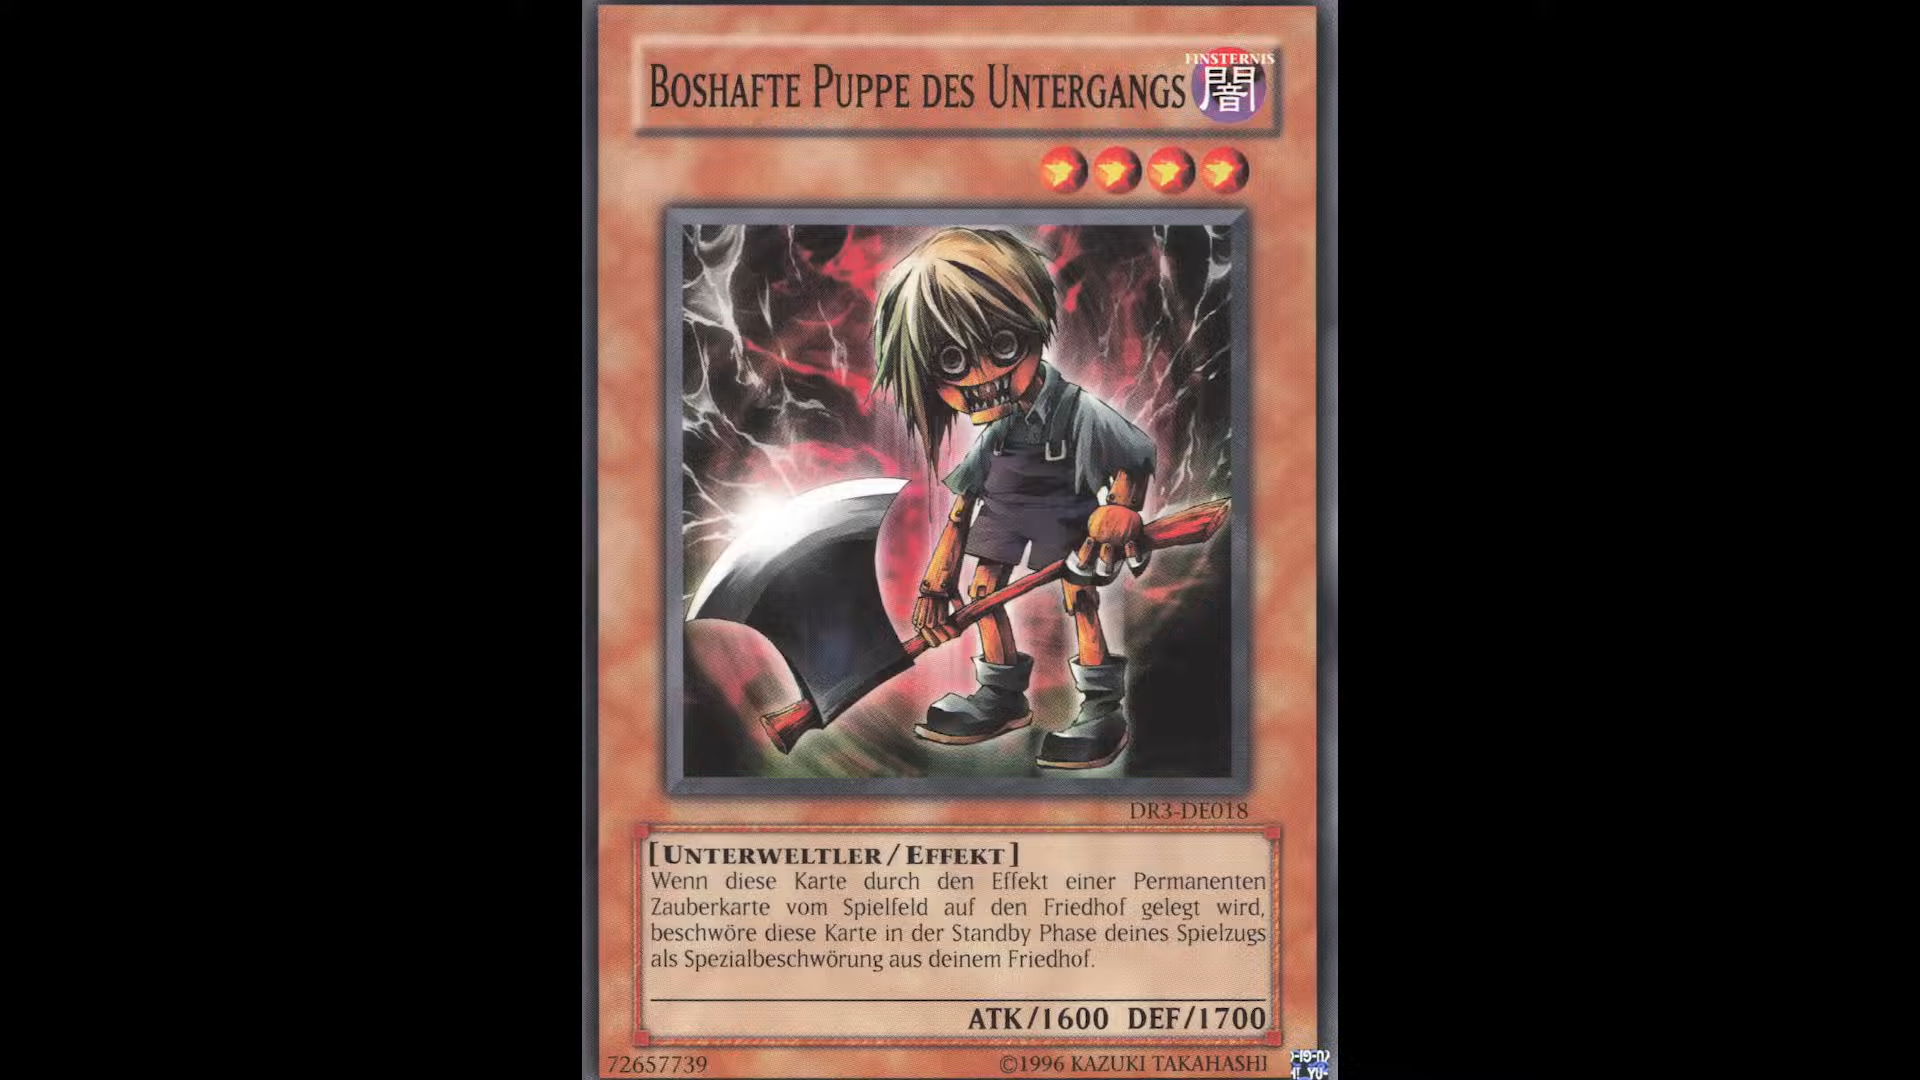 Boshafte Puppe des Untergangs
FINSTERNIS
闇
DR3-DE018
[Unterweltler/Effekt]
Wenn diese Karte durch den Effekt einer Permanenten
Zauberkarte vom Spielfeld auf den Friedhof gelegt wird,
beschwöre diese Karte in der Standby Phase deines Spielzugs
als Spezialbeschwörung aus deinem Friedhof.
ATK/1600 DEF/1700
72657739
©1996 KAZUKI TAKAHASHI